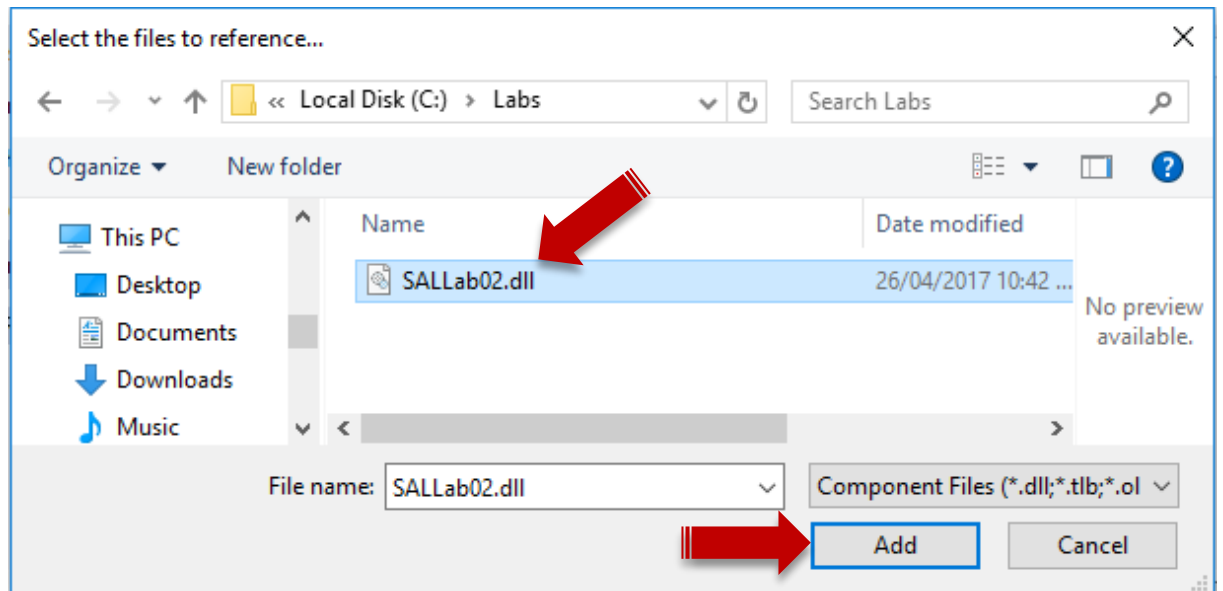 Select the files to reference...
« Local Disk (C:) > Labs
Search Labs
Organize
New folder
Name
Date modified
This PC
Desktop
Documents
Downloads
Music
SALLab02.dll
26/04/2017 10:42 ...
No preview
available.
File name:
SALLab02.dll
Component Files (*.dll;*.tlb;*.ol
Add
Cancel